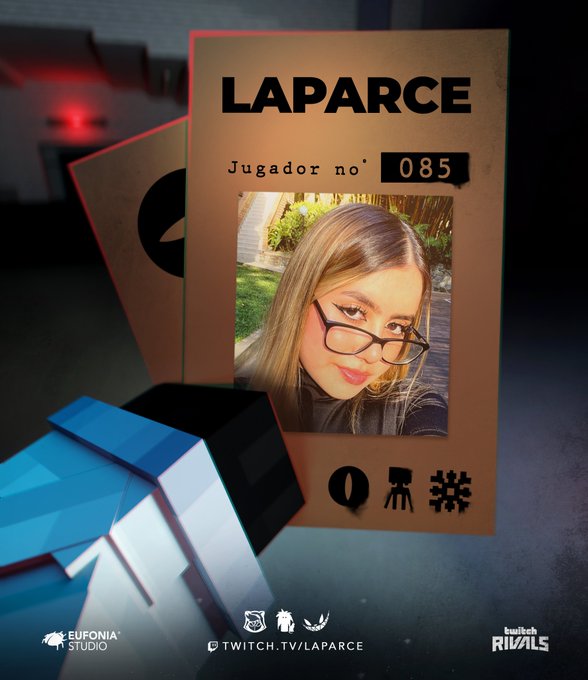 LAPARCE
Jugador no° 085
EUFONIA®
STUDIO
TWITCH.TV/LAPARCE
twitch
RIVALS